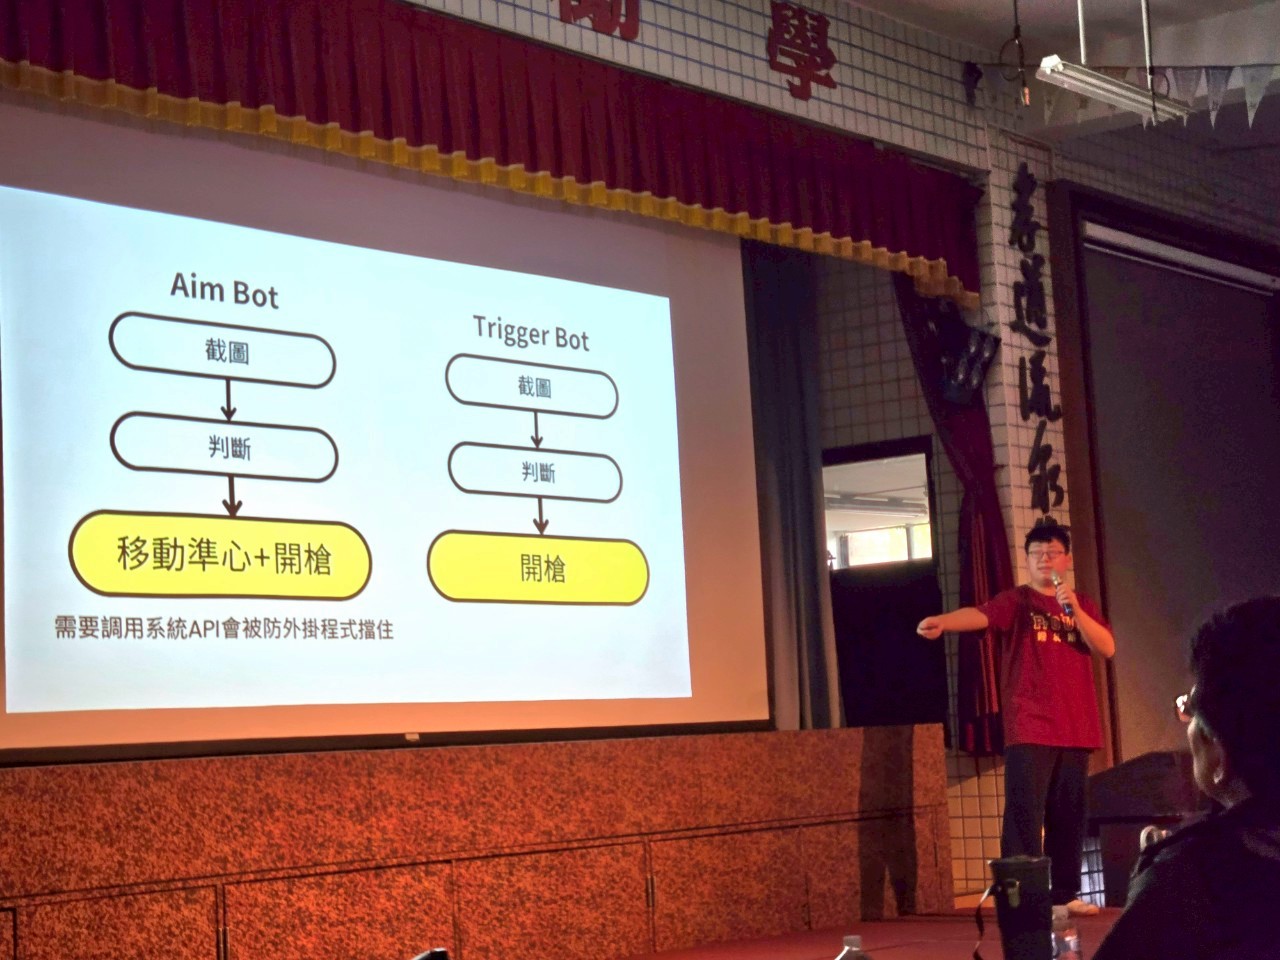 學
Aim Bot
截圖
判斷
移動準心+開槍
需要調用系統API會被防外掛程式擋住
Trigger Bot
截圖
判斷
開槍